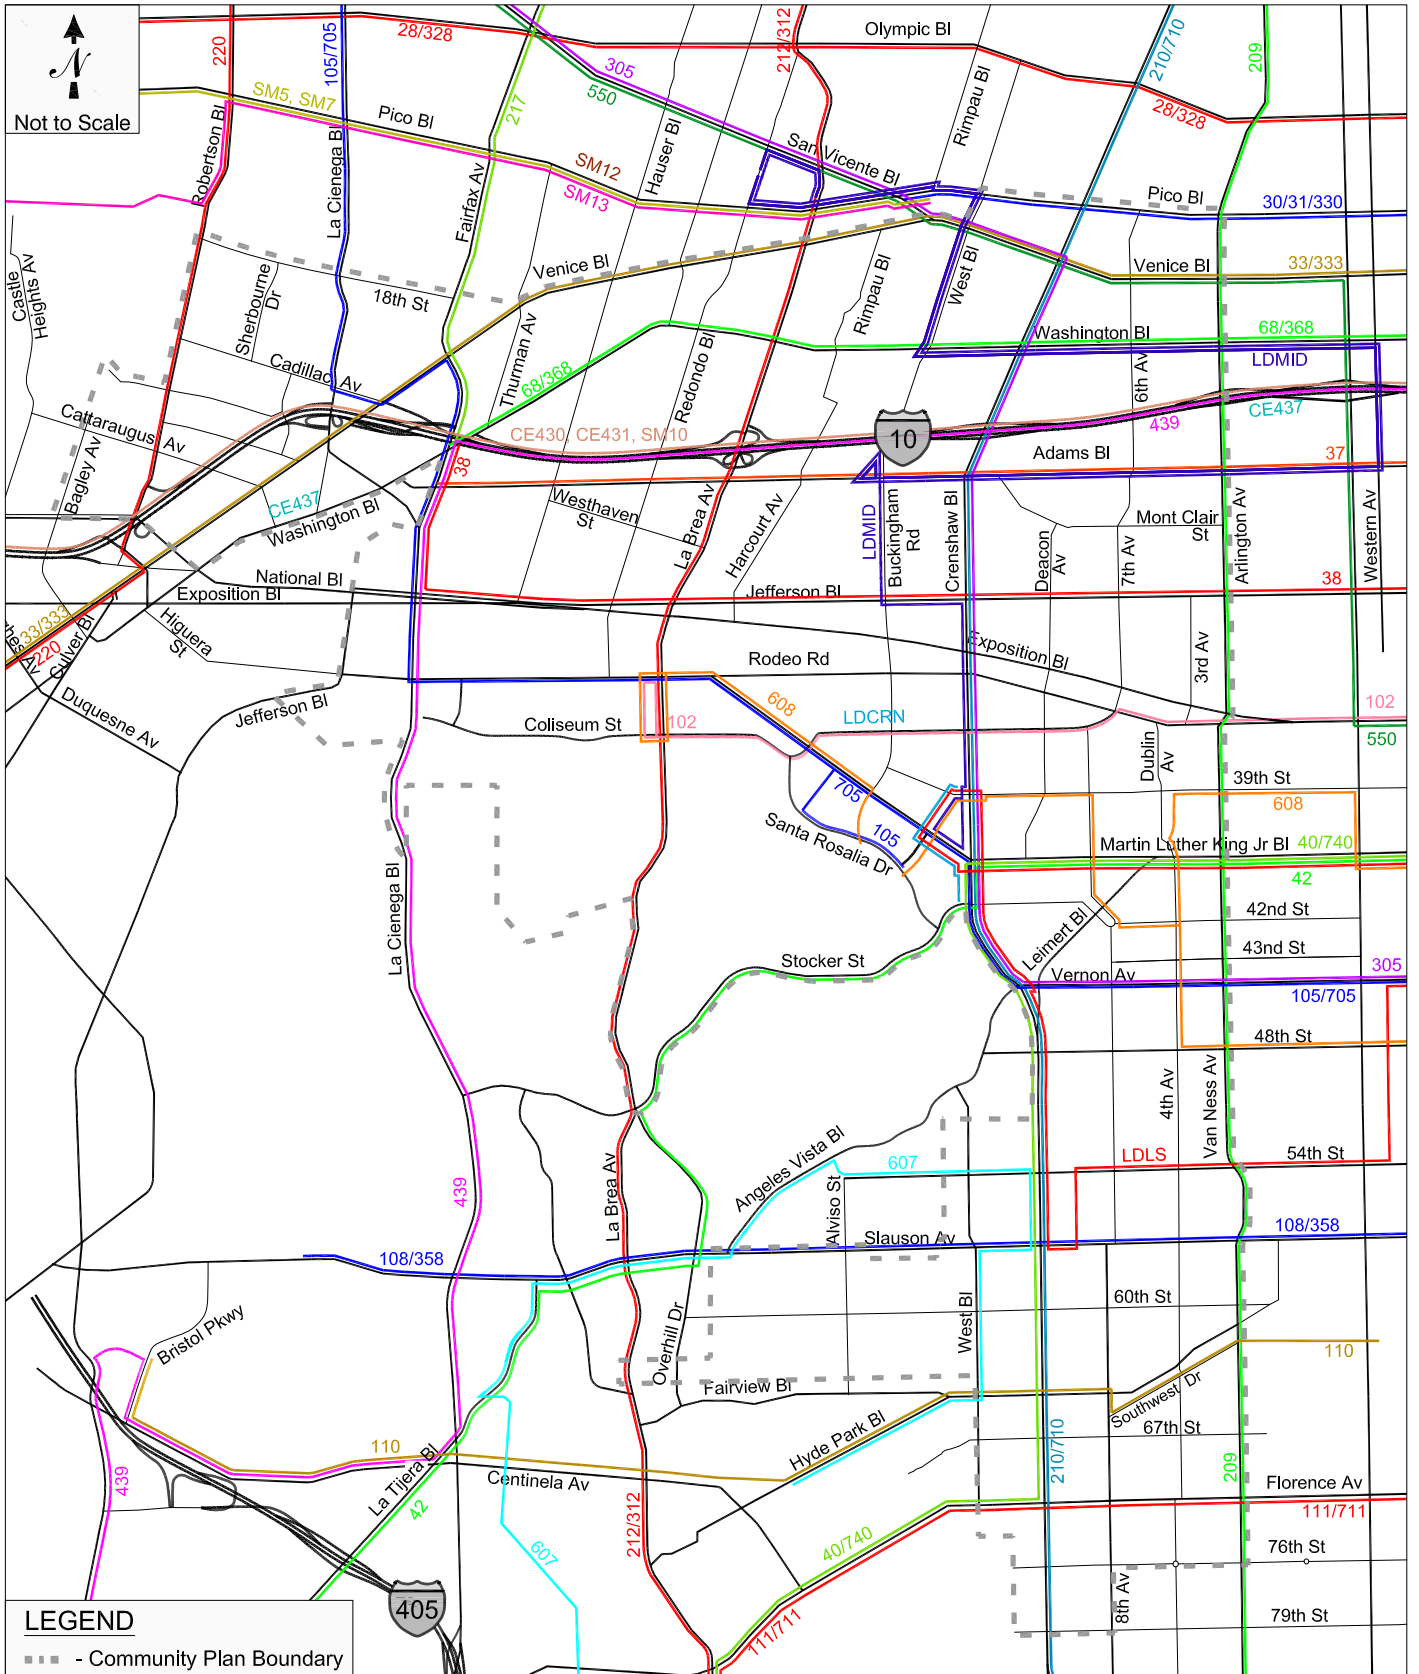 N
Not to Scale
220
105/705
28/328
Olympic Bl
212/312
210/710
209
305
550
217
SM5, SM7
Pico Bl
Robertson Bl
La Cienega Bl
Fairfax Av
SM12
SM13
Hauser Bl
San Vicente Bl
Rimpau Bl
28/328
Pico Bl
30/31/330
Castle
Heights Av
Sherbourne
Dr
18th St
Venice Bl
Rimpau Bl
West Bl
Venice Bl
33/333
Washington Bl
68/368
LDMID
Thurman Av
68/368
Redondo Bl
Cadillac Av
Cattaraugus Av
Bagley Av
6th Av
CE437
439
10
CE430, CE431, SM10
38
Adams Bl
37
CE437
Washington Bl
Westhaven
St
La Brea Av
Harcourt Av
LDMID
Buckingham
Rd
Crenshaw Bl
Deacon
Av
7th Av
Mont Clair
St
Arlington Av
Western Av
National Bl
Exposition Bl
Jefferson Bl
38
33/333
220
Culver Bl
Higuera
St
Exposition Bl
3rd Av
Rodeo Rd
Duquesne Av
Jefferson Bl
Coliseum St
102
608
LDCRN
102
550
Dublin
Av
39th St
705
105
608
Santa Rosalia Dr
Martin Luther King Jr Bl
40/740
42
La Cienega Bl
42nd St
Leimert Bl
43nd St
Stocker St
Vernon Av
305
105/705
48th St
4th Av
Van Ness Av
Angeles Vista Bl
607
LDLS
54th St
439
La Brea Av
Alviso St
108/358
Slauson Av
108/358
Bristol Pkwy
Overhill Dr
West Bl
60th St
110
Fairview Bl
Southwest Dr
67th St
Hyde Park Bl
110
439
La Tijera Bl
42
Centinela Av
210/710
209
Florence Av
111/711
212/312
607
40/740
76th St
8th Av
79th St
111/711
405
LEGEND
- Community Plan Boundary